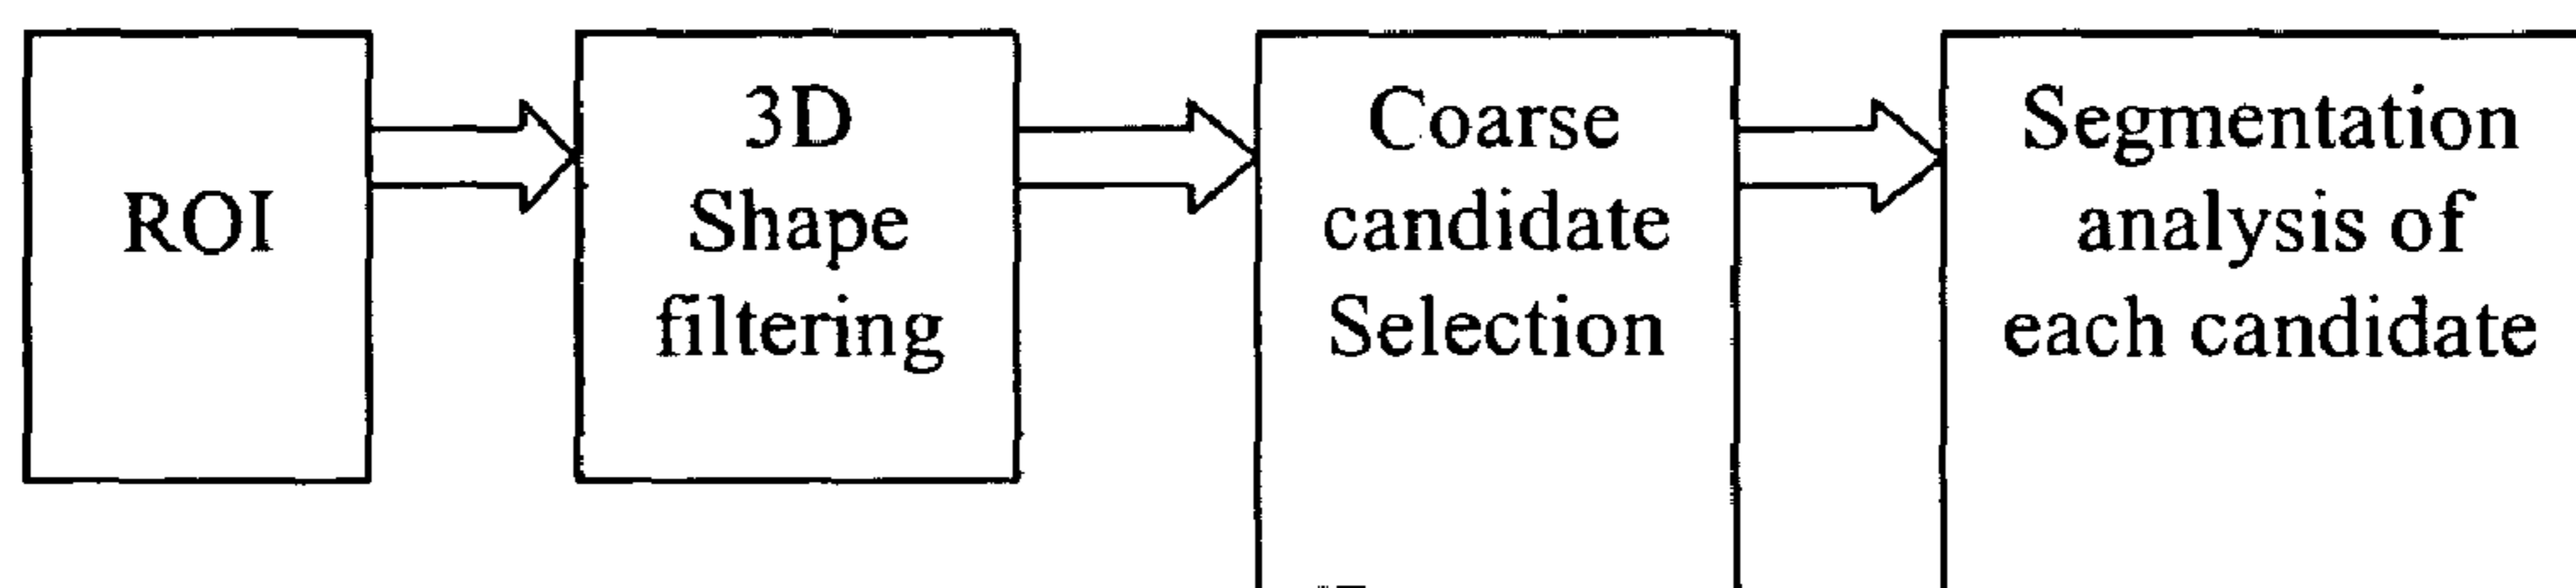 ROI
3D
Shape
filtering
Coarse
candidate
Selection
Segmentation
analysis of
each candidate